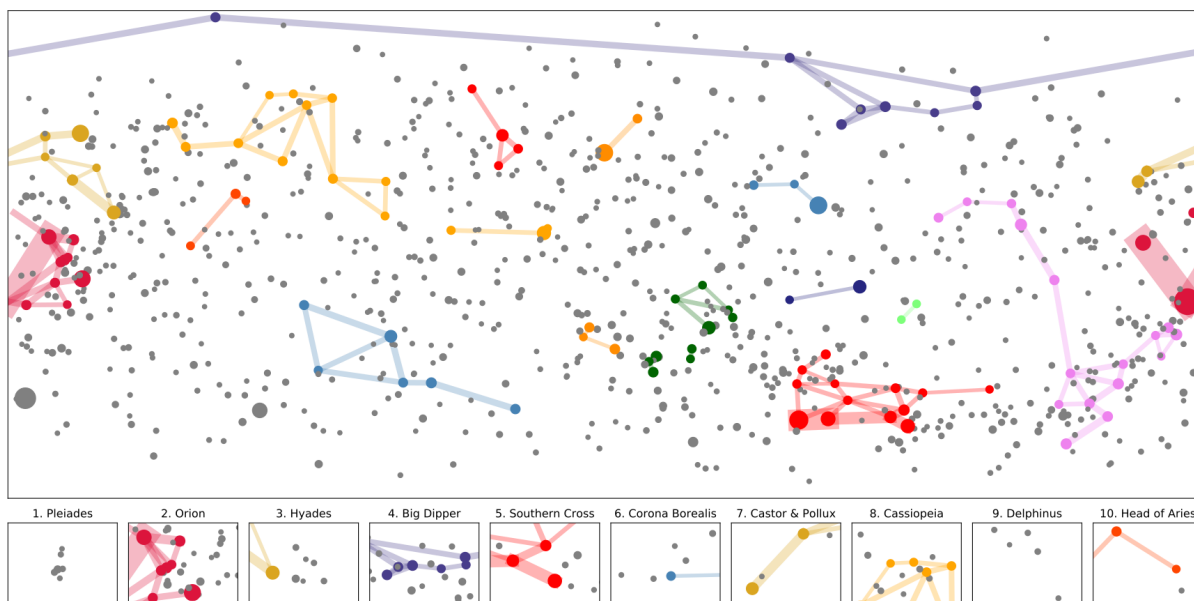 1. Pleiades
2. Orion
3. Hyades
4. Big Dipper
5. Southern Cross
6. Corona Borealis
7. Castor & Pollux
8. Cassiopeia
9. Delphinus
10. Head of Aries